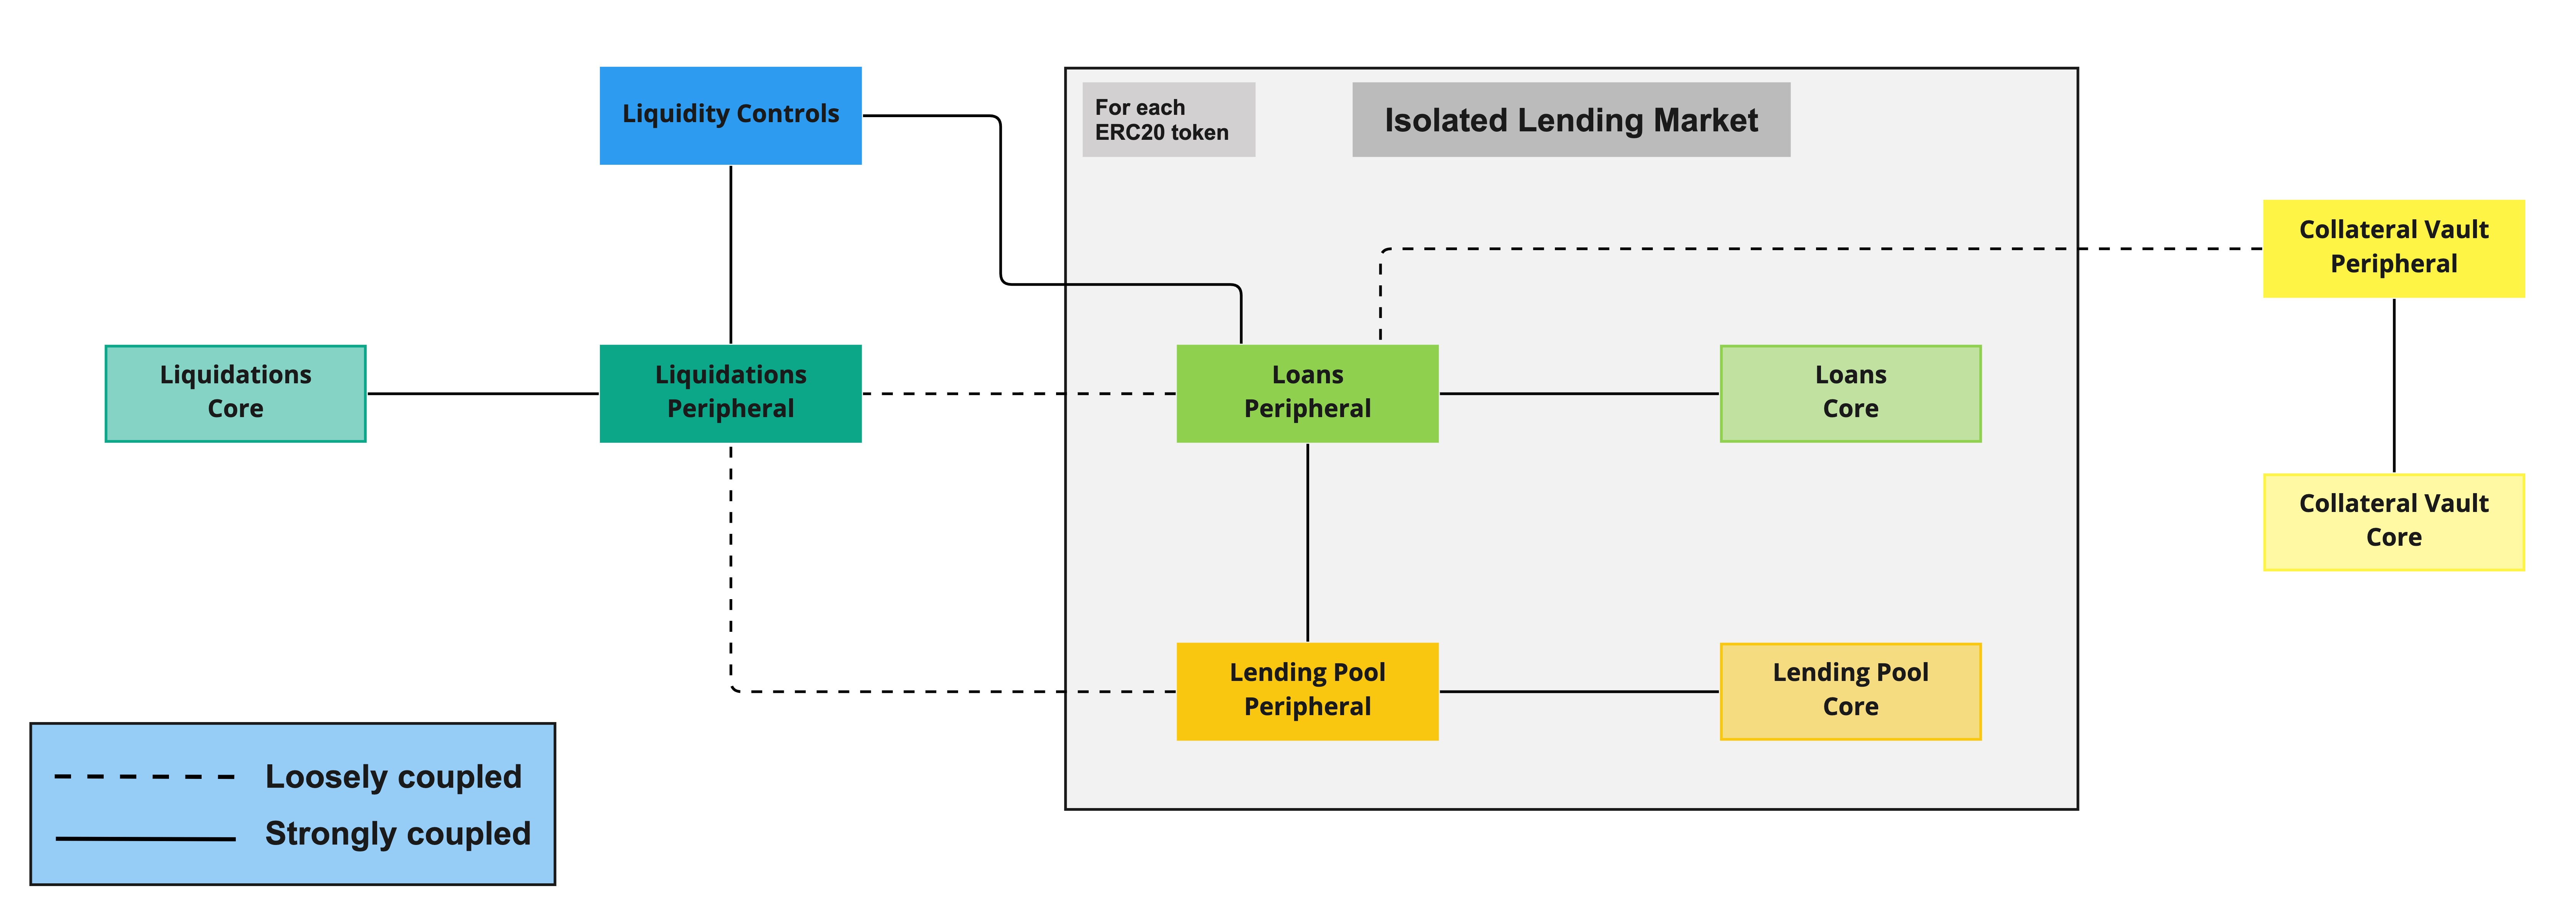 Liquidity Controls
For each
ERC20 token
Isolated Lending Market
Collateral Vault
Peripheral
Liquidations
Core
Liquidations
Peripheral
Loans
Peripheral
Loans
Core
Collateral Vault
Core
Lending Pool
Peripheral
Lending Pool
Core
Loosely coupled
Strongly coupled